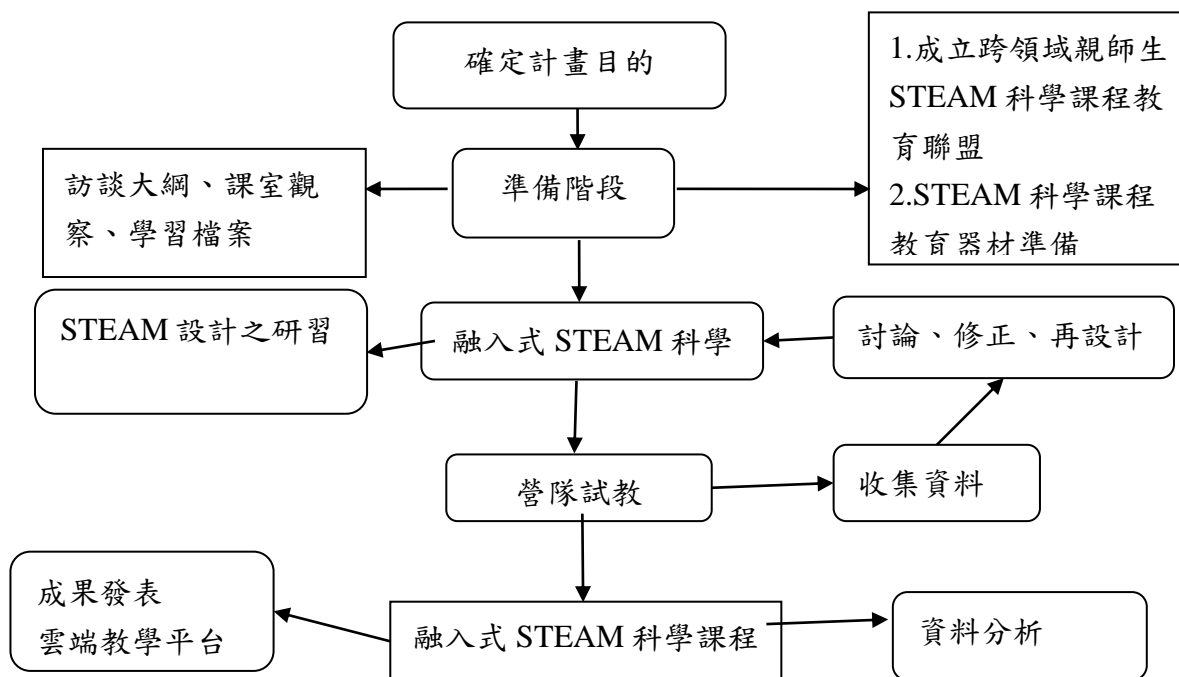 確定計畫目的
1.成立跨領域親師生
STEAM 科學課程教
育聯盟
2.STEAM 科學課程
教育器材準備
訪談大綱、課室觀
察、學習檔案
準備階段
STEAM 設計之研習
融入式 STEAM 科學
討論、修正、再設計
營隊試教
收集資料
成果發表
雲端教學平台
融入式 STEAM 科學課程
資料分析